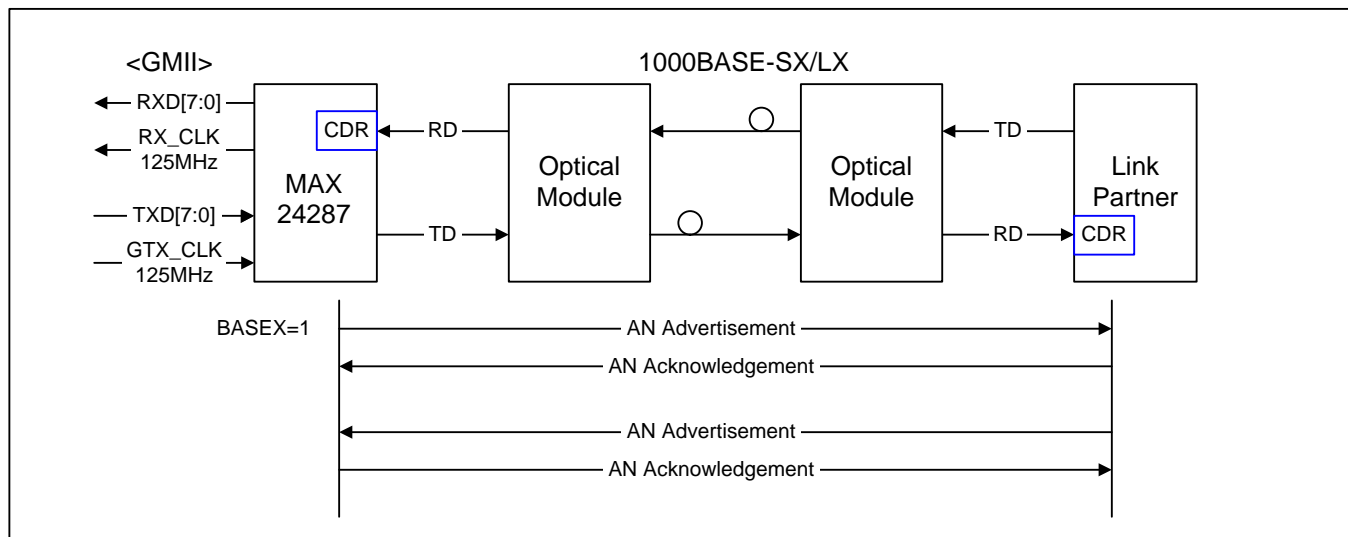 <GMII>
1000BASE-SX/LX
RXD[7:0]
RX_CLK
125MHz
TXD[7:0]
GTX_CLK
125MHz
CDR
MAX
24287
RD
TD
Optical
Module
Optical
Module
TD
RD
Link
Partner
CDR
BASEX=1
AN Advertisement
AN Acknowledgement
AN Advertisement
AN Acknowledgement